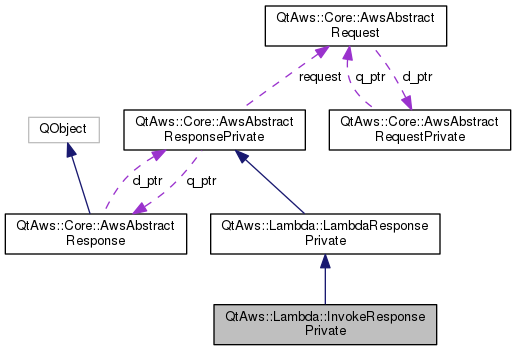 QtAws::Core::AwsAbstract
Request
request
q_ptr
d_ptr
QObject
QtAws::Core::AwsAbstract
ResponsePrivate
QtAws::Core::AwsAbstract
RequestPrivate
d_ptr
q_ptr
QtAws::Core::AwsAbstract
Response
QtAws::Lambda::LambdaResponse
Private
QtAws::Lambda::InvokeResponse
Private